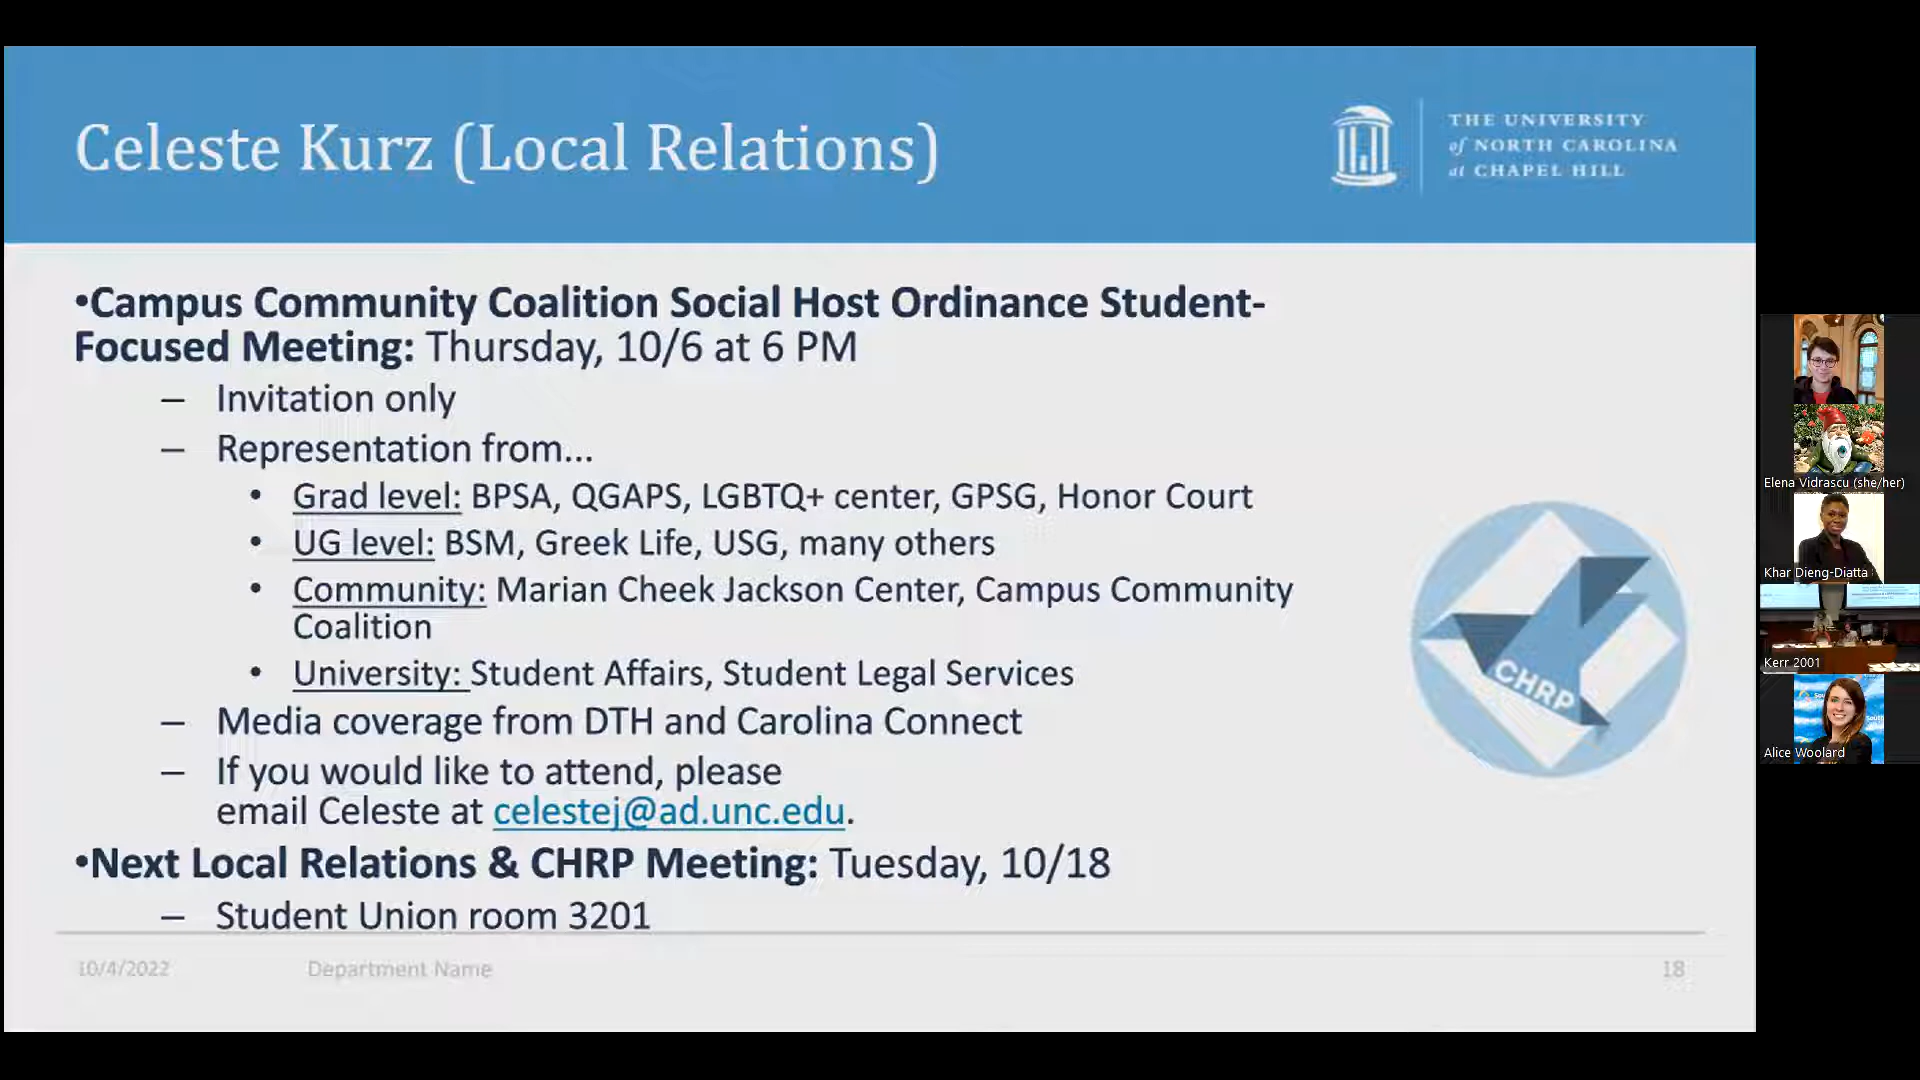 Celeste Kurz (Local Relations)
THE UNIVERSITY
of NORTH CAROLINA
at CHAPEL HILL
•Campus Community Coalition Social Host Ordinance Student-
Focused Meeting: Thursday, 10/6 at 6 PM
– Invitation only
– Representation from...
• Grad level: BPSA, QGAPS, LGBTQ+ center, GPSG, Honor Court
• UG level: BSM, Greek Life, USG, many others
• Community: Marian Cheek Jackson Center, Campus Community
Coalition
• University: Student Affairs, Student Legal Services
– Media coverage from DTH and Carolina Connect
– If you would like to attend, please
email Celeste at celestej@ad.unc.edu.
•Next Local Relations & CHRP Meeting: Tuesday, 10/18
– Student Union room 3201
CHRP
10/4/2022
Department Name
18
Elena Vidrascu (she/her)
Khar Dieng-Diatta
Kerr 2001
Alice Woolard